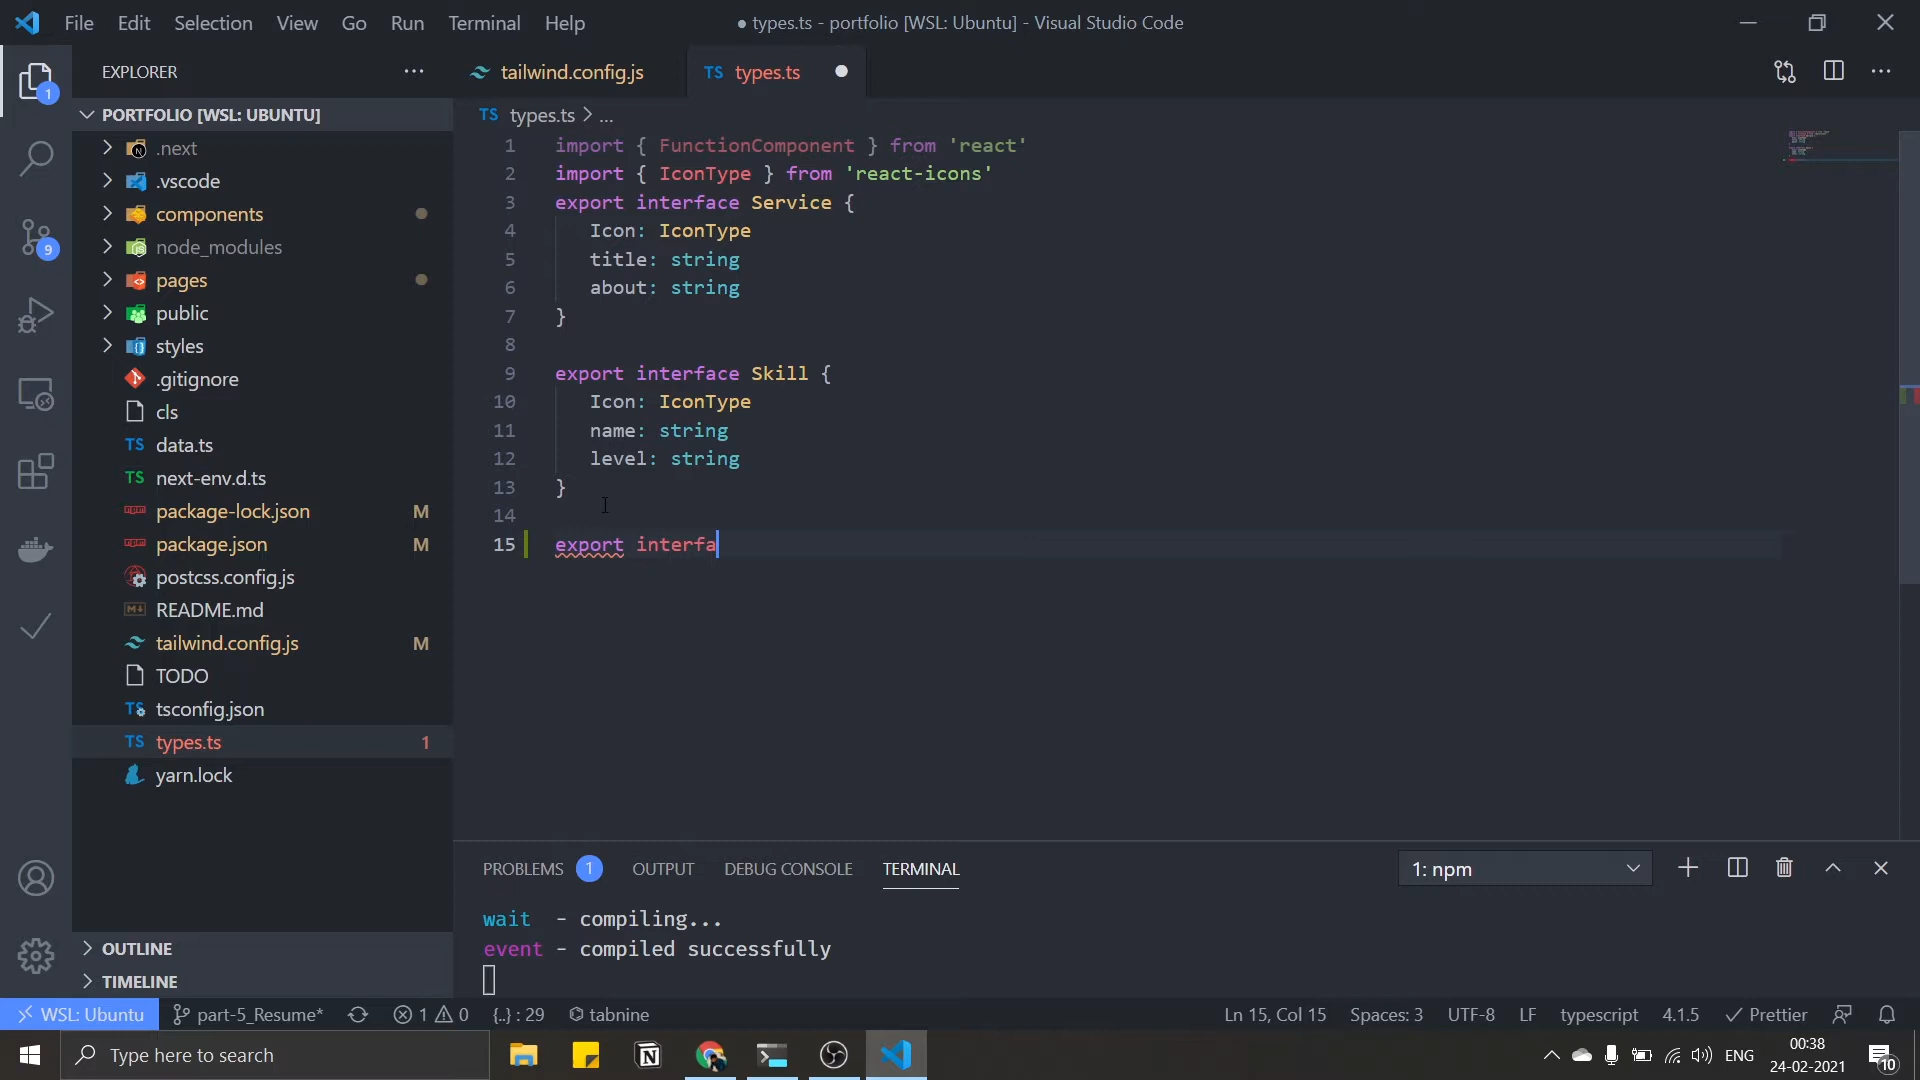 File Edit Selection View Go Run Terminal Help
● types.ts - portfolio [WSL: Ubuntu] - Visual Studio Code
EXPLORER
tailwind.config.js
TS types.ts
1
PORTFOLIO [WSL: UBUNTU]
.next
.vscode
components
node_modules
pages
public
styles
.gitignore
cls
TS data.ts
TS next-env.d.ts
package-lock.json M
package.json M
postcss.config.js
README.md
tailwind.config.js M
TODO
tsconfig.json
TS types.ts 1
yarn.lock
9
OUTLINE
TIMELINE
TS types.ts > ...
1 import { FunctionComponent } from 'react'
2 import { IconType } from 'react-icons'
3 export interface Service {
4 Icon: IconType
5 title: string
6 about: string
7 }
8
9 export interface Skill {
10 Icon: IconType
11 name: string
12 level: string
13 }
14
15 export interfa
PROBLEMS 1 OUTPUT DEBUG CONSOLE TERMINAL
1: npm
wait - compiling...
event - compiled successfully
WSL: Ubuntu part-5_Resume* 1 0 {..} : 29 tabnine
Ln 15, Col 15 Spaces: 3 UTF-8 LF typescript 4.1.5 Prettier
Type here to search
ENG
00:38
24-02-2021
10